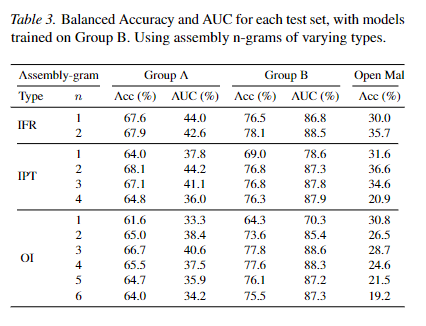 Table 3. Balanced Accuracy and AUC for each test set, with models
trained on Group B. Using assembly n-grams of varying types.
Assembly-gram Group A Group B Open Mal
Type n Acc (%) AUC (%) Acc (%) AUC (%) Acc (%)
IFR 1 67.6 44.0 76.5 86.8 30.0
2 67.9 42.6 78.1 88.5 35.7
IPT 1 64.0 37.8 69.0 78.6 31.6
2 68.1 44.2 76.8 87.3 36.6
3 67.1 41.1 76.8 87.8 34.6
4 64.8 36.0 76.3 87.9 20.9
OI 1 61.6 33.3 64.3 70.3 30.8
2 65.0 38.4 73.6 85.4 26.5
3 66.7 40.6 77.8 88.6 28.7
4 65.5 37.5 77.6 88.3 24.6
5 64.7 35.9 76.1 87.2 21.5
6 64.0 34.2 75.5 87.3 19.2